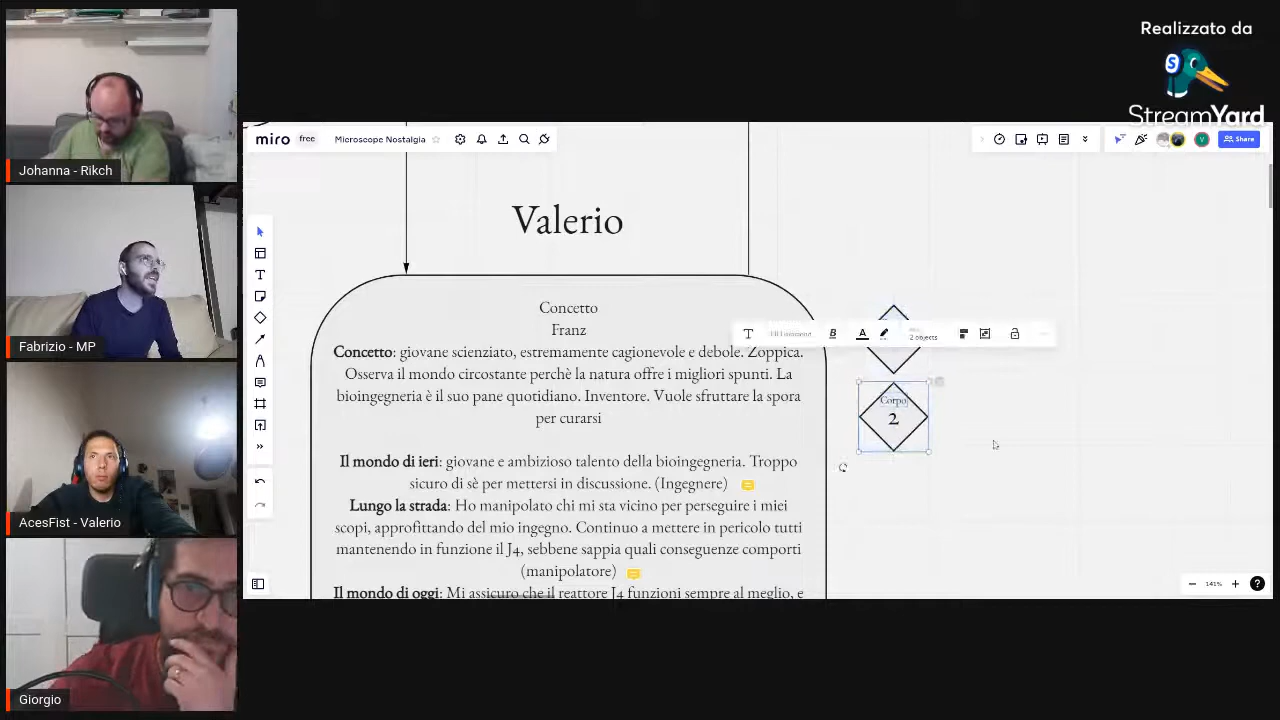 Realizzato da
StreamYard
miro free Microscope Nostalgia
Share
Valerio
Concetto
Franz
Concetto: giovane scienziato, estremamente cagionevole e debole. Zoppica.
Osserva il mondo circostante perchè la natura offre i migliori spunti. La
bioingegneria è il suo pane quotidiano. Inventore. Vuole sfruttare la spora
per curarsi
Il mondo di ieri: giovane e ambizioso talento della bioingegneria. Troppo
sicuro di sè per mettersi in discussione. (Ingegnere)
Lungo la strada: Ho manipolato chi mi sta vicino per perseguire i miei
scopi, approfittando del mio ingegno. Continuo a mettere in pericolo tutti
mantenendo in funzione il J4, sebbene sappia quali conseguenze comporti
(manipolatore)
Il mondo di oggi: Mi assicuro che il reattore J4 funzioni sempre al meglio, e
2 objects
Corpo
2
141%
Johanna - Rikch
Fabrizio - MP
AcesFist - Valerio
Giorgio